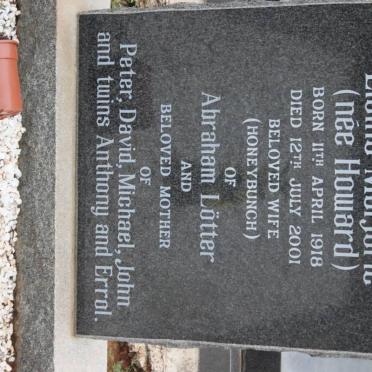 (née Howard)
BORN 11TH APRIL 1918
DIED 12TH JULY 2001
BELOVED WIFE
(HONEYBUNCH)
OF
Abraham Lötter
AND
BELOVED MOTHER
OF
Peter, David, Michael, John
and twins Anthony and Errol.